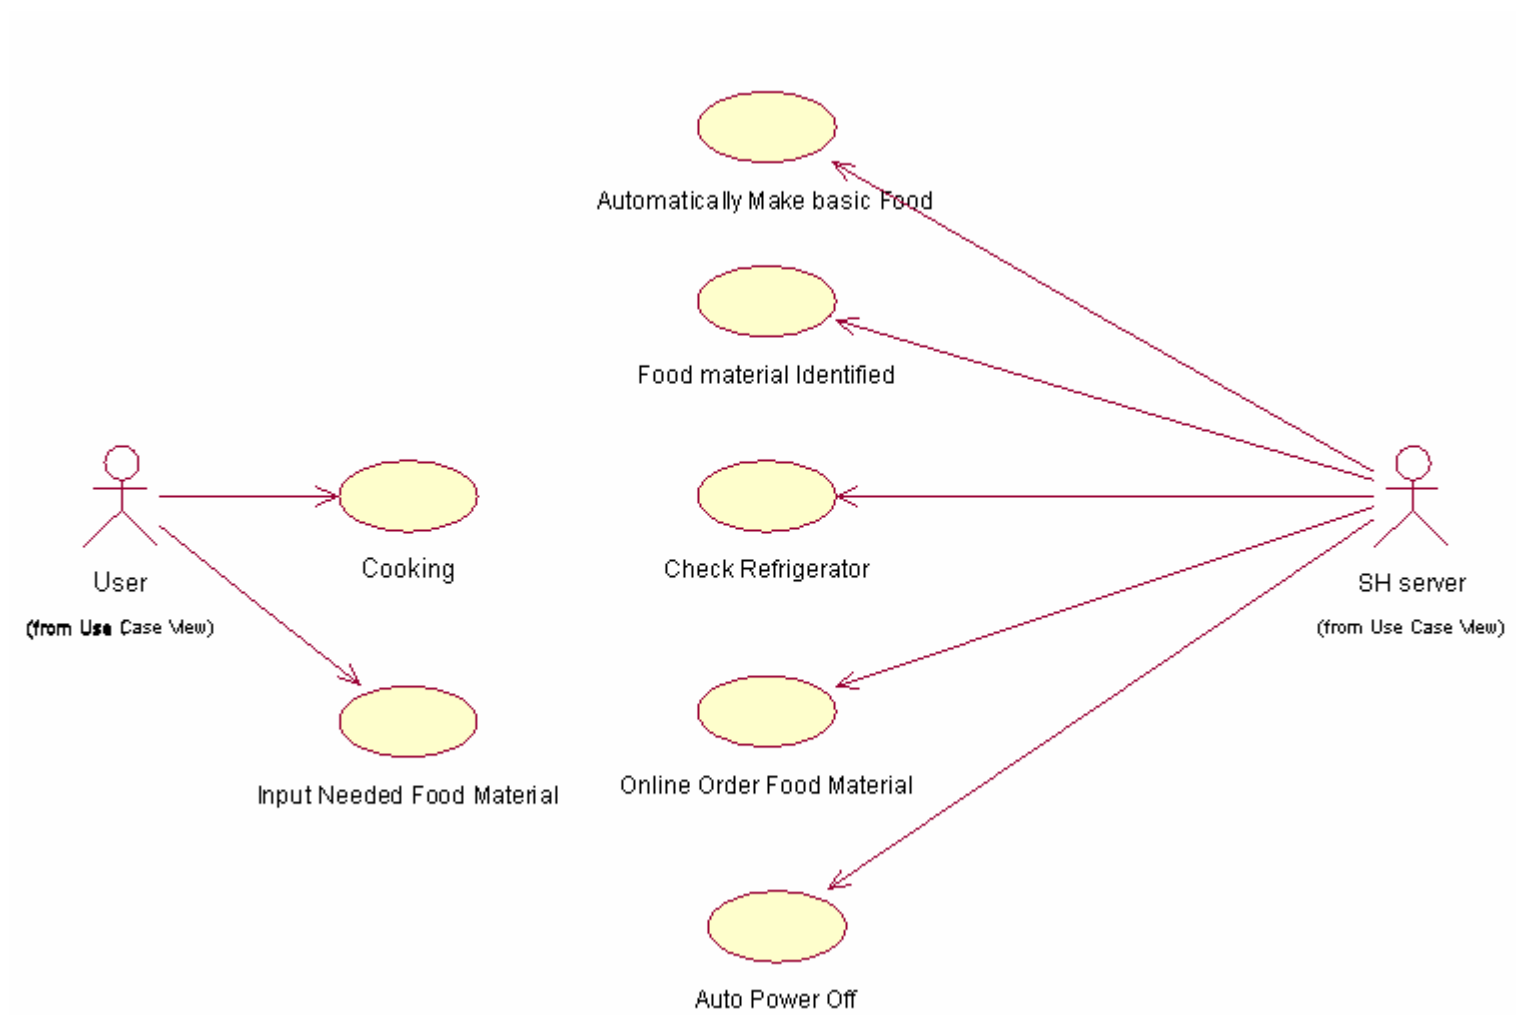 Automatically Make basic Food
Food material Identified
Cooking
Check Refrigerator
User
(from Use Case View)
SH server
(from Use Case View)
Input Needed Food Material
Online Order Food Material
Auto Power Off